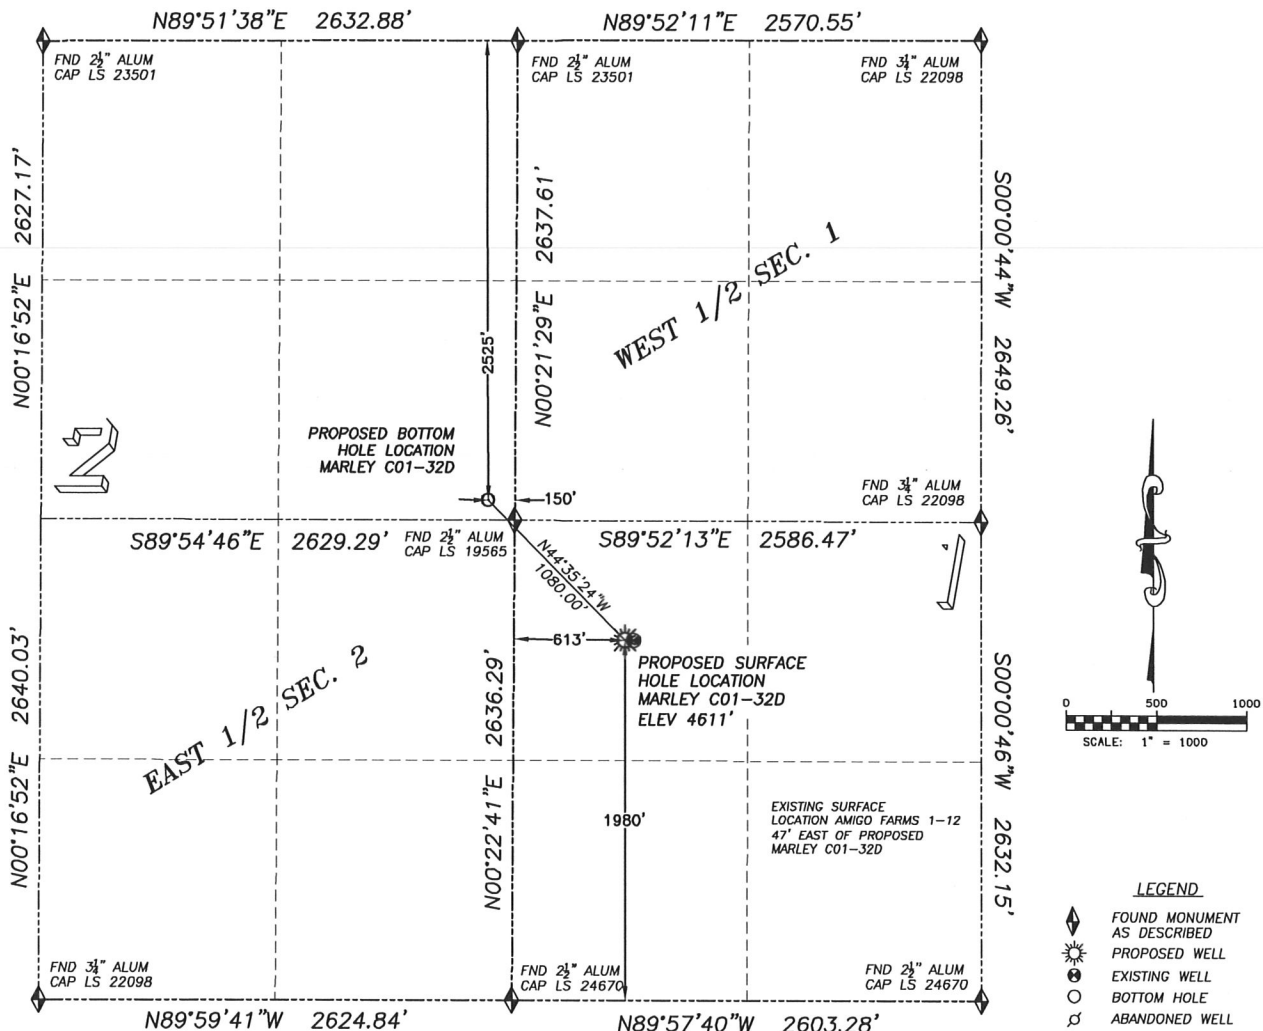 N89°51'38"E 2632.88'
N89°52'11"E 2570.55'
FND 2½" ALUM
CAP LS 23501
FND 2½" ALUM
CAP LS 23501
FND 3¼" ALUM
CAP LS 22098
N00°16'52"E 2627.17'
2525'
N00°21'29"E 2637.61'
WEST 1/2 SEC. 1
S00°00'44"W 2649.26'
2
PROPOSED BOTTOM
HOLE LOCATION
MARLEY C01-32D
150'
FND 3¼" ALUM
CAP LS 22098
S89°54'46"E 2629.29'
FND 2½" ALUM
CAP LS 19565
S89°52'13"E 2586.47'
1
N44°35'24"W
1080.00'
613'
PROPOSED SURFACE
HOLE LOCATION
MARLEY C01-32D
ELEV 4611'
N00°16'52"E 2640.03'
EAST 1/2 SEC. 2
N00°22'41"E 2636.29'
1980'
S00°00'46"W 2632.15'
EXISTING SURFACE
LOCATION AMIGO FARMS 1-12
47' EAST OF PROPOSED
MARLEY C01-32D
0 500 1000
SCALE: 1" = 1000
LEGEND
FOUND MONUMENT
AS DESCRIBED
PROPOSED WELL
EXISTING WELL
BOTTOM HOLE
ABANDONED WELL
FND 3¼" ALUM
CAP LS 22098
FND 2½" ALUM
CAP LS 24670
FND 2½" ALUM
CAP LS 24670
N89°59'41"W 2624.84'
N89°57'40"W 2603.28'